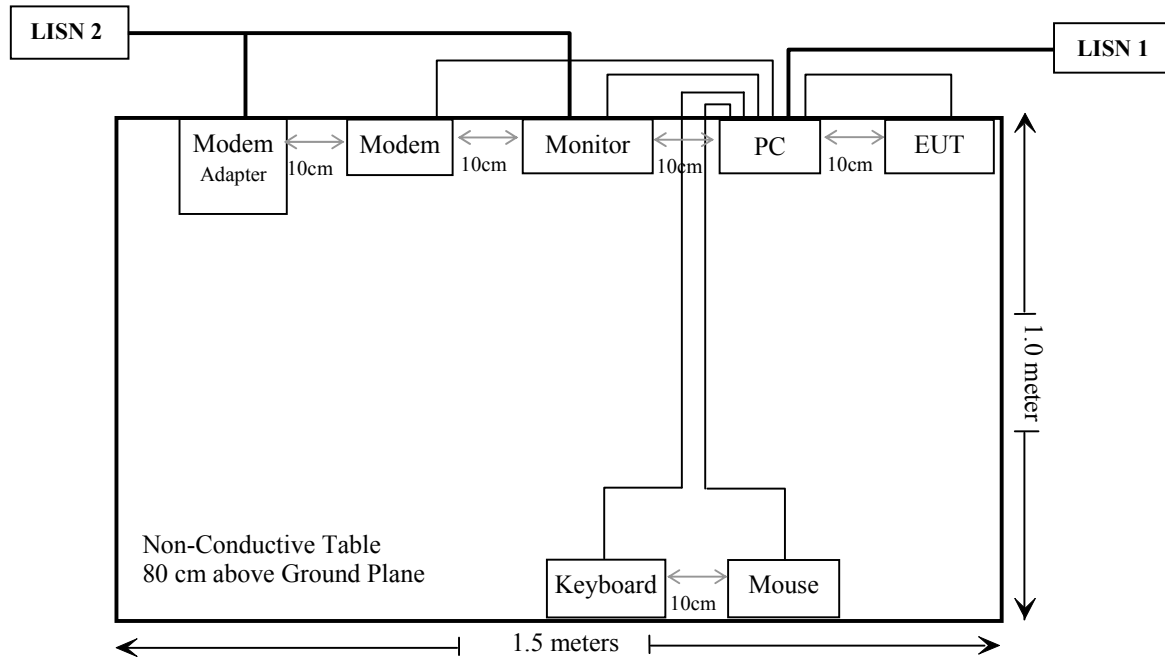 LISN 2
LISN 1
Modem
Adapter
10cm
Modem
10cm
Monitor
10cm
PC
10cm
EUT
1.0 meter
Non-Conductive Table
80 cm above Ground Plane
Keyboard
10cm
Mouse
1.5 meters